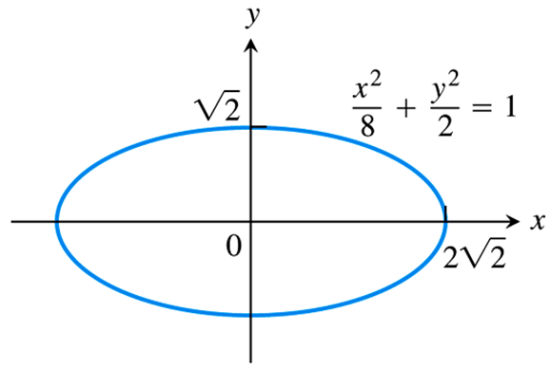 y
√2
x²/8 + y²/2 = 1
x
0
2√2